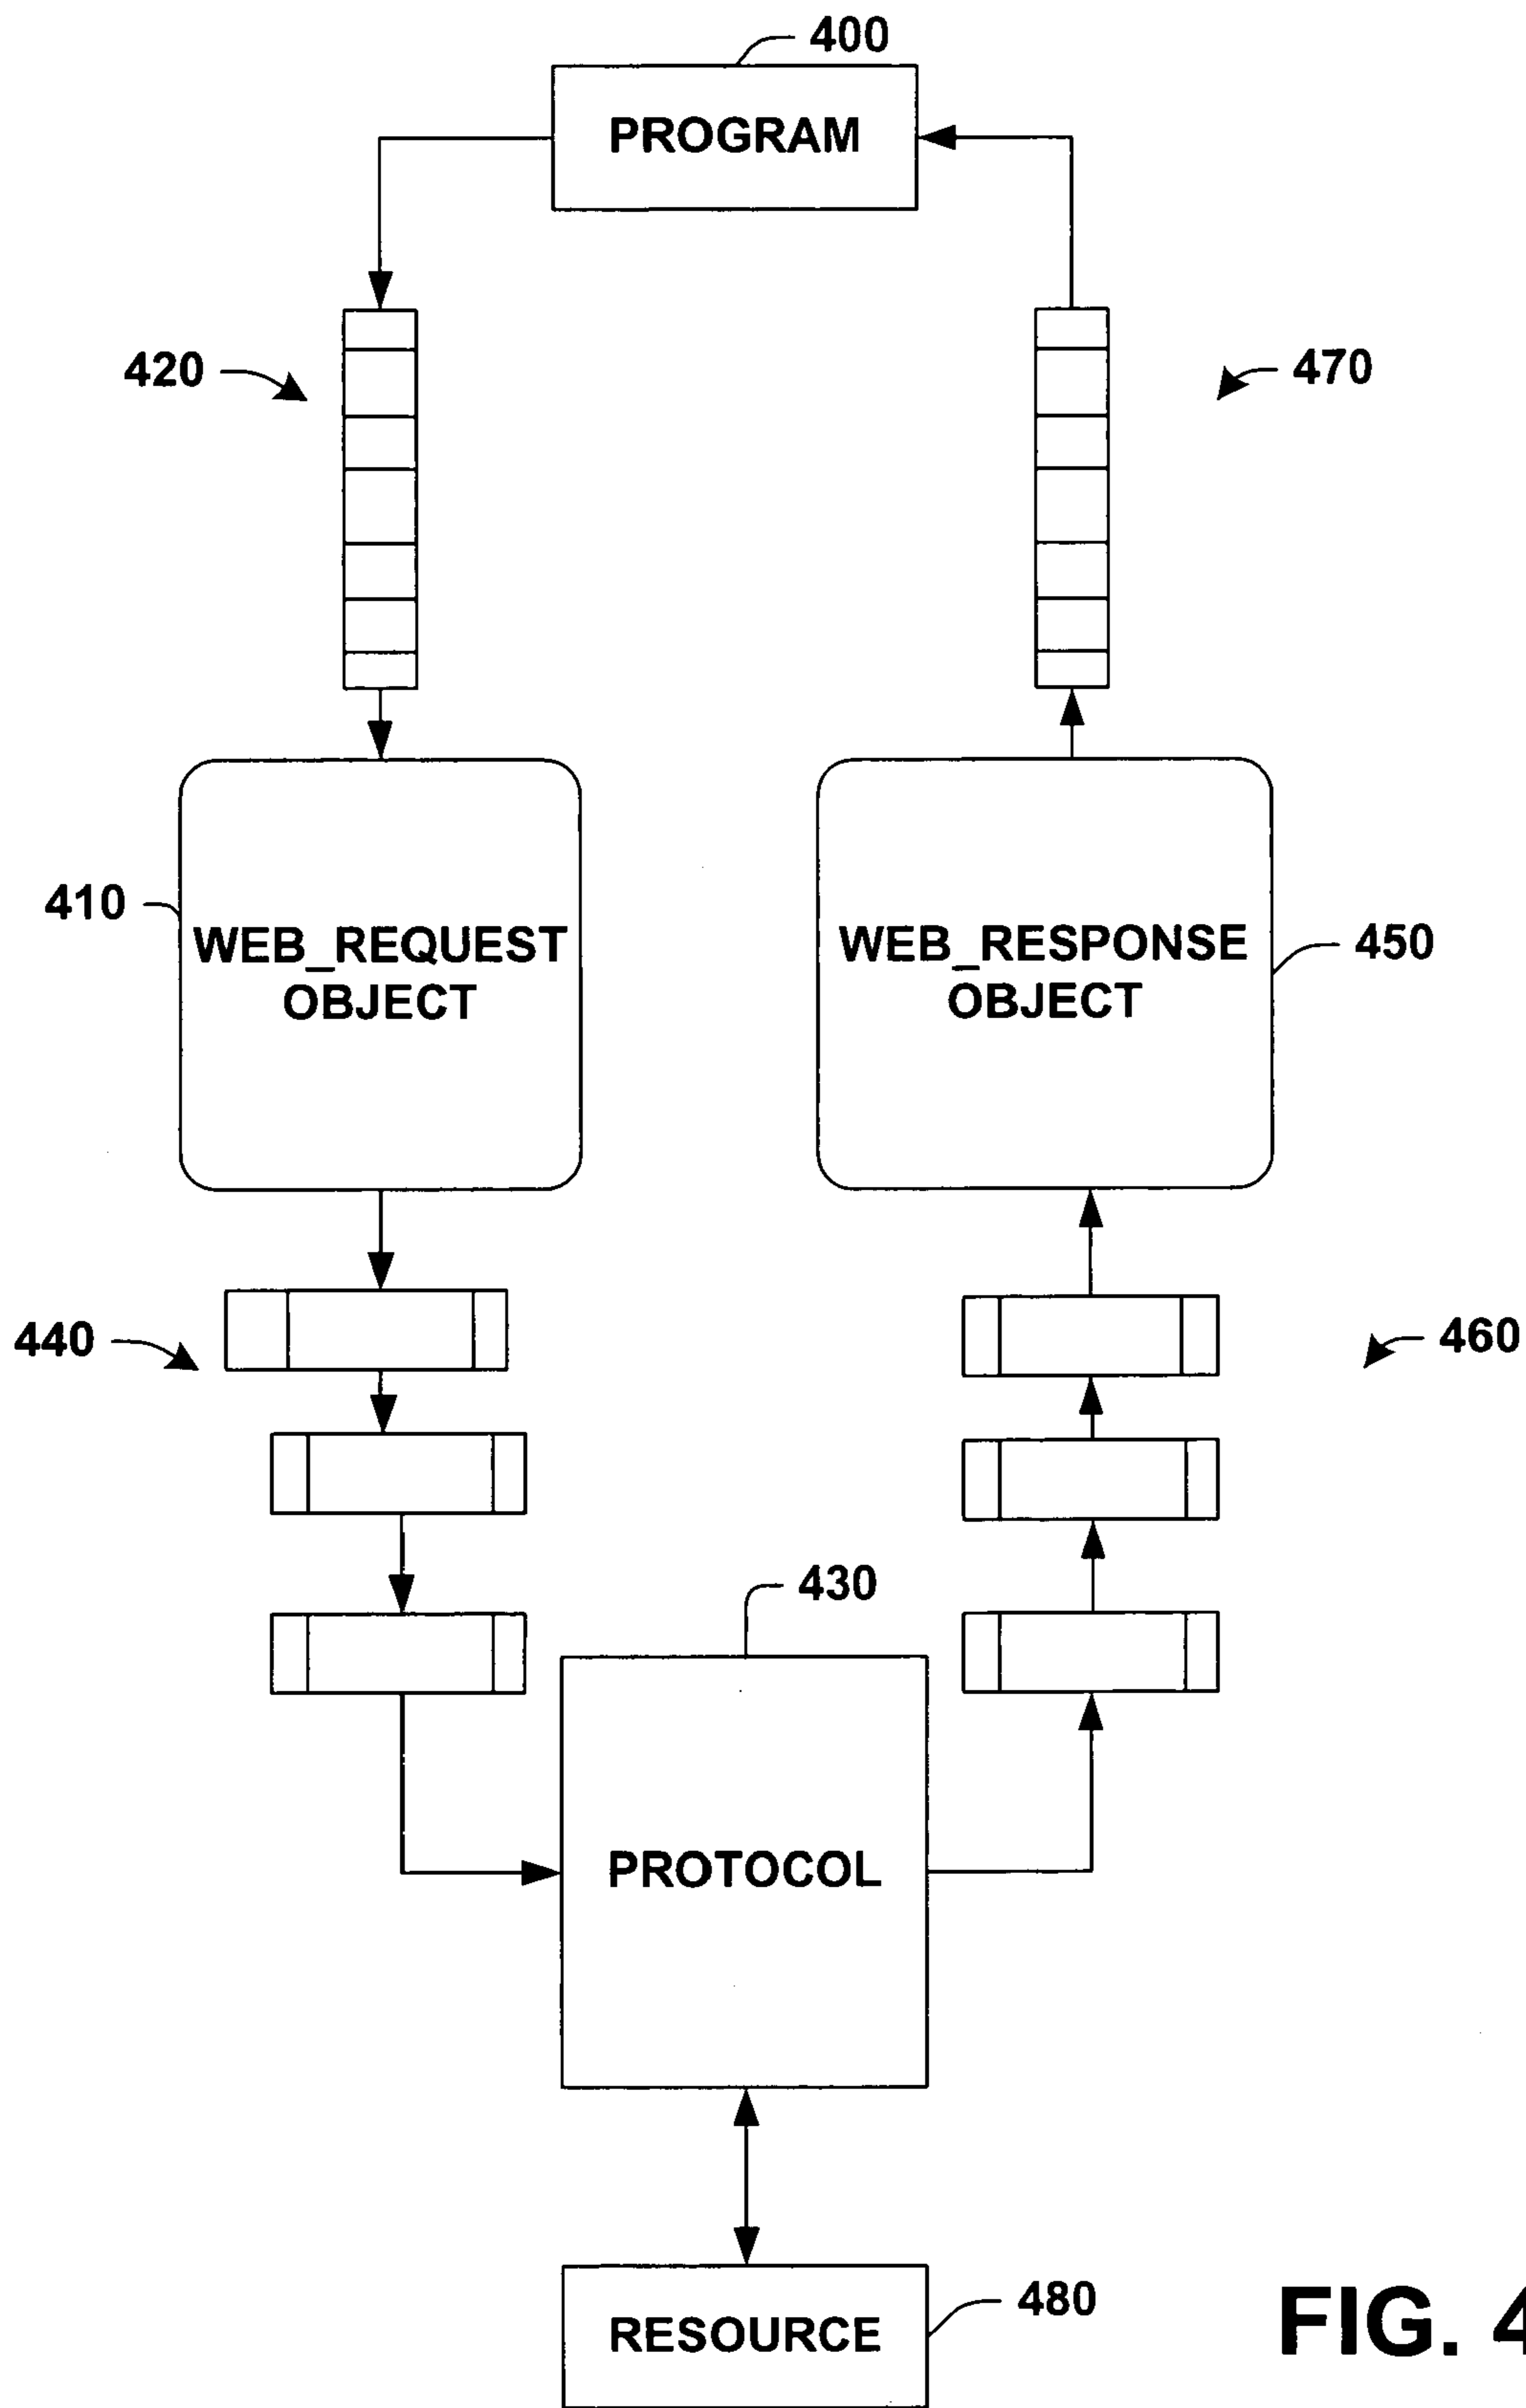 400
PROGRAM
420
470
410
WEB_REQUEST
OBJECT
WEB_RESPONSE
OBJECT
450
440
460
430
PROTOCOL
480
RESOURCE
FIG. 4